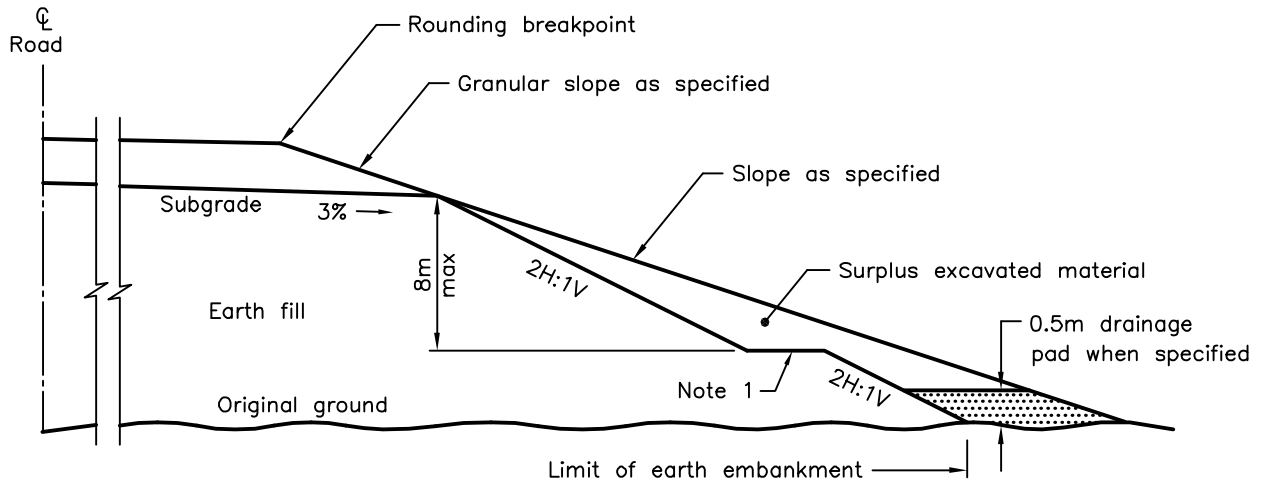 ℄
Road
Rounding breakpoint
Granular slope as specified
Slope as specified
Subgrade
3%
8m
max
2H:1V
Surplus excavated material
Earth fill
0.5m drainage
pad when specified
Note 1
2H:1V
Original ground
Limit of earth embankment